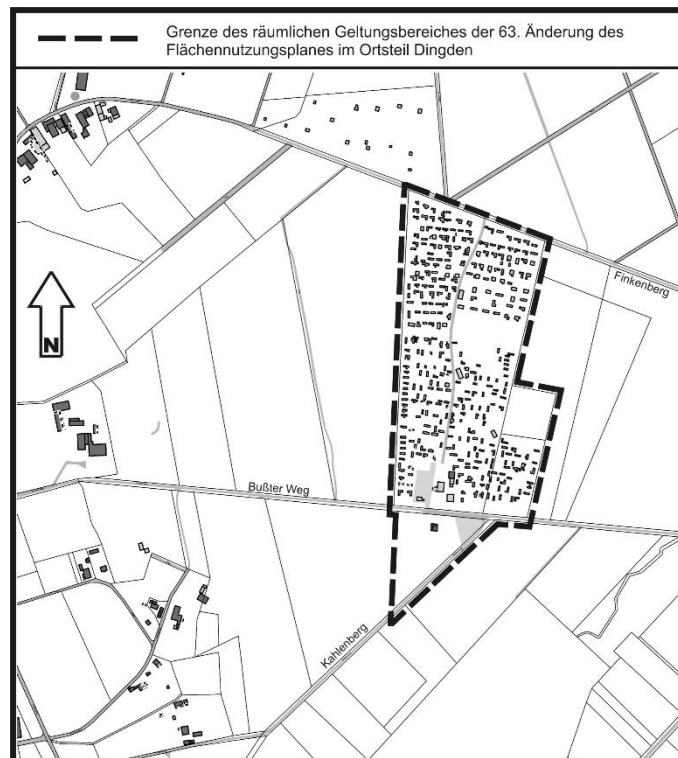 Grenze des räumlichen Geltungsbereiches der 63. Änderung des
Flächennutzungsplanes im Ortsteil Dingden
Finkenberg
N
Bußter Weg
Kahlenberg